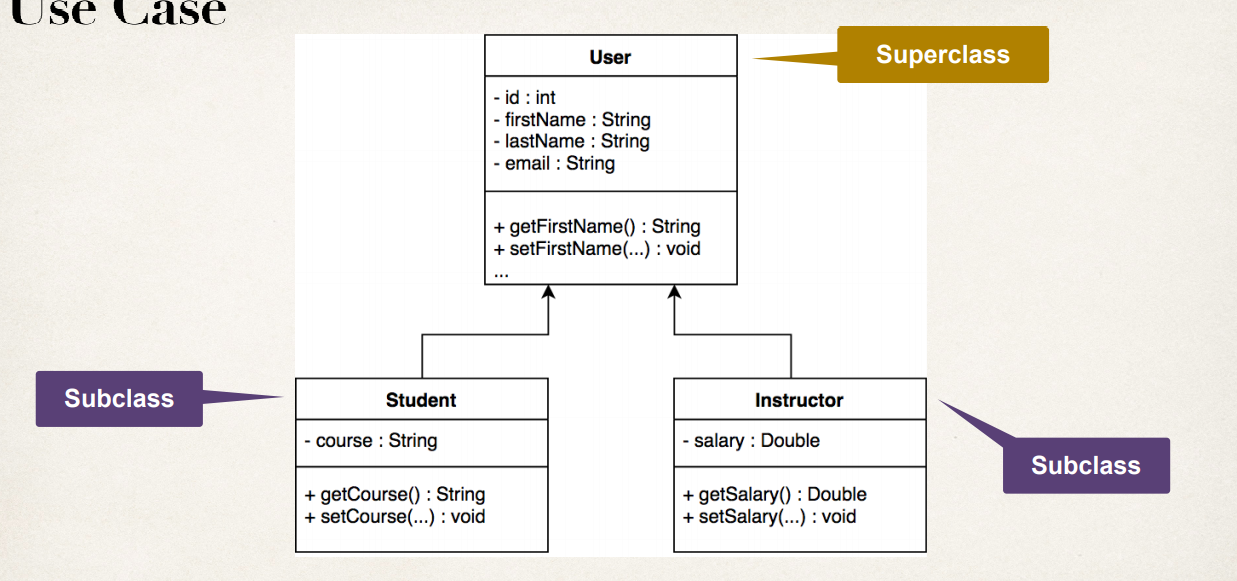 Use Case
User
Superclass
- id : int
- firstName : String
- lastName : String
- email : String
+ getFirstName() : String
+ setFirstName(...) : void
...
Subclass
Student
- course : String
+ getCourse() : String
+ setCourse(...) : void
Instructor
- salary : Double
+ getSalary() : Double
+ setSalary(...) : void
Subclass